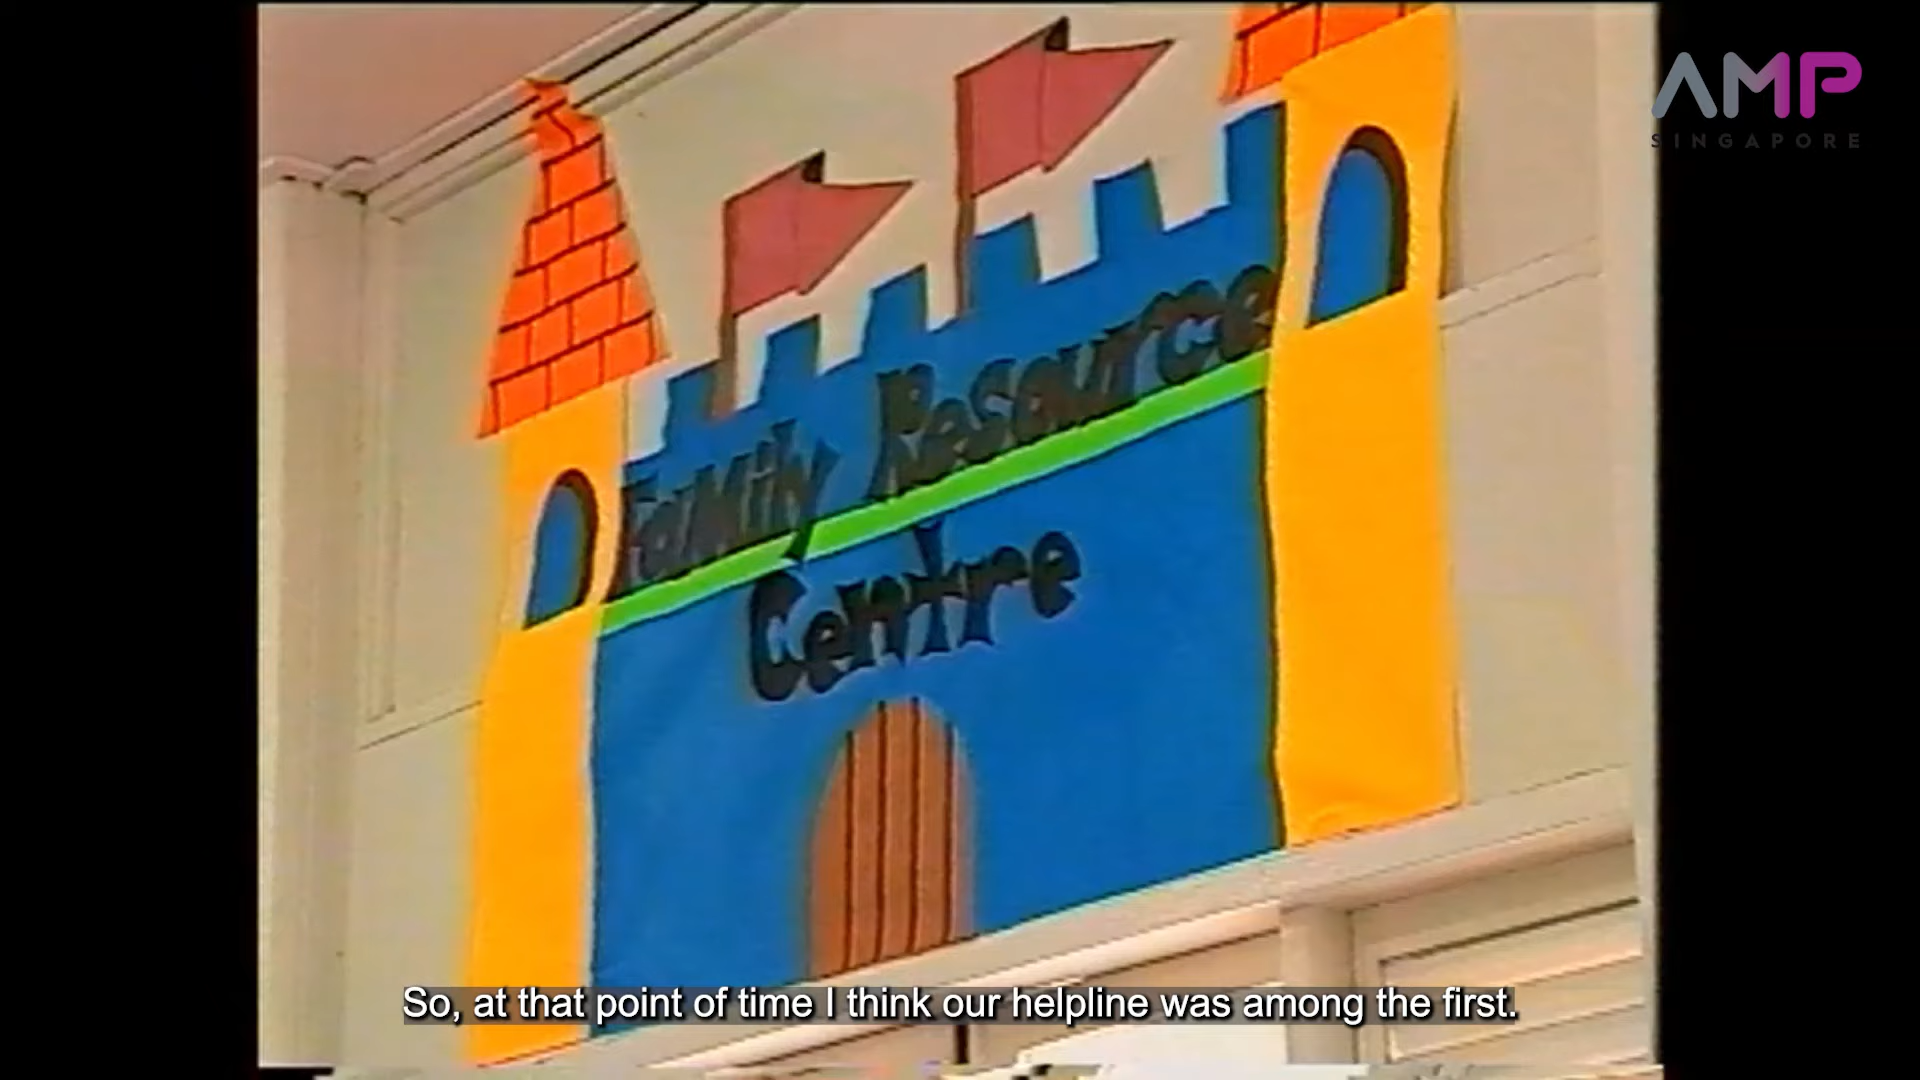 AMP
SINGAPORE
Family Resource
Centre
So, at that point of time I think our helpline was among the first.